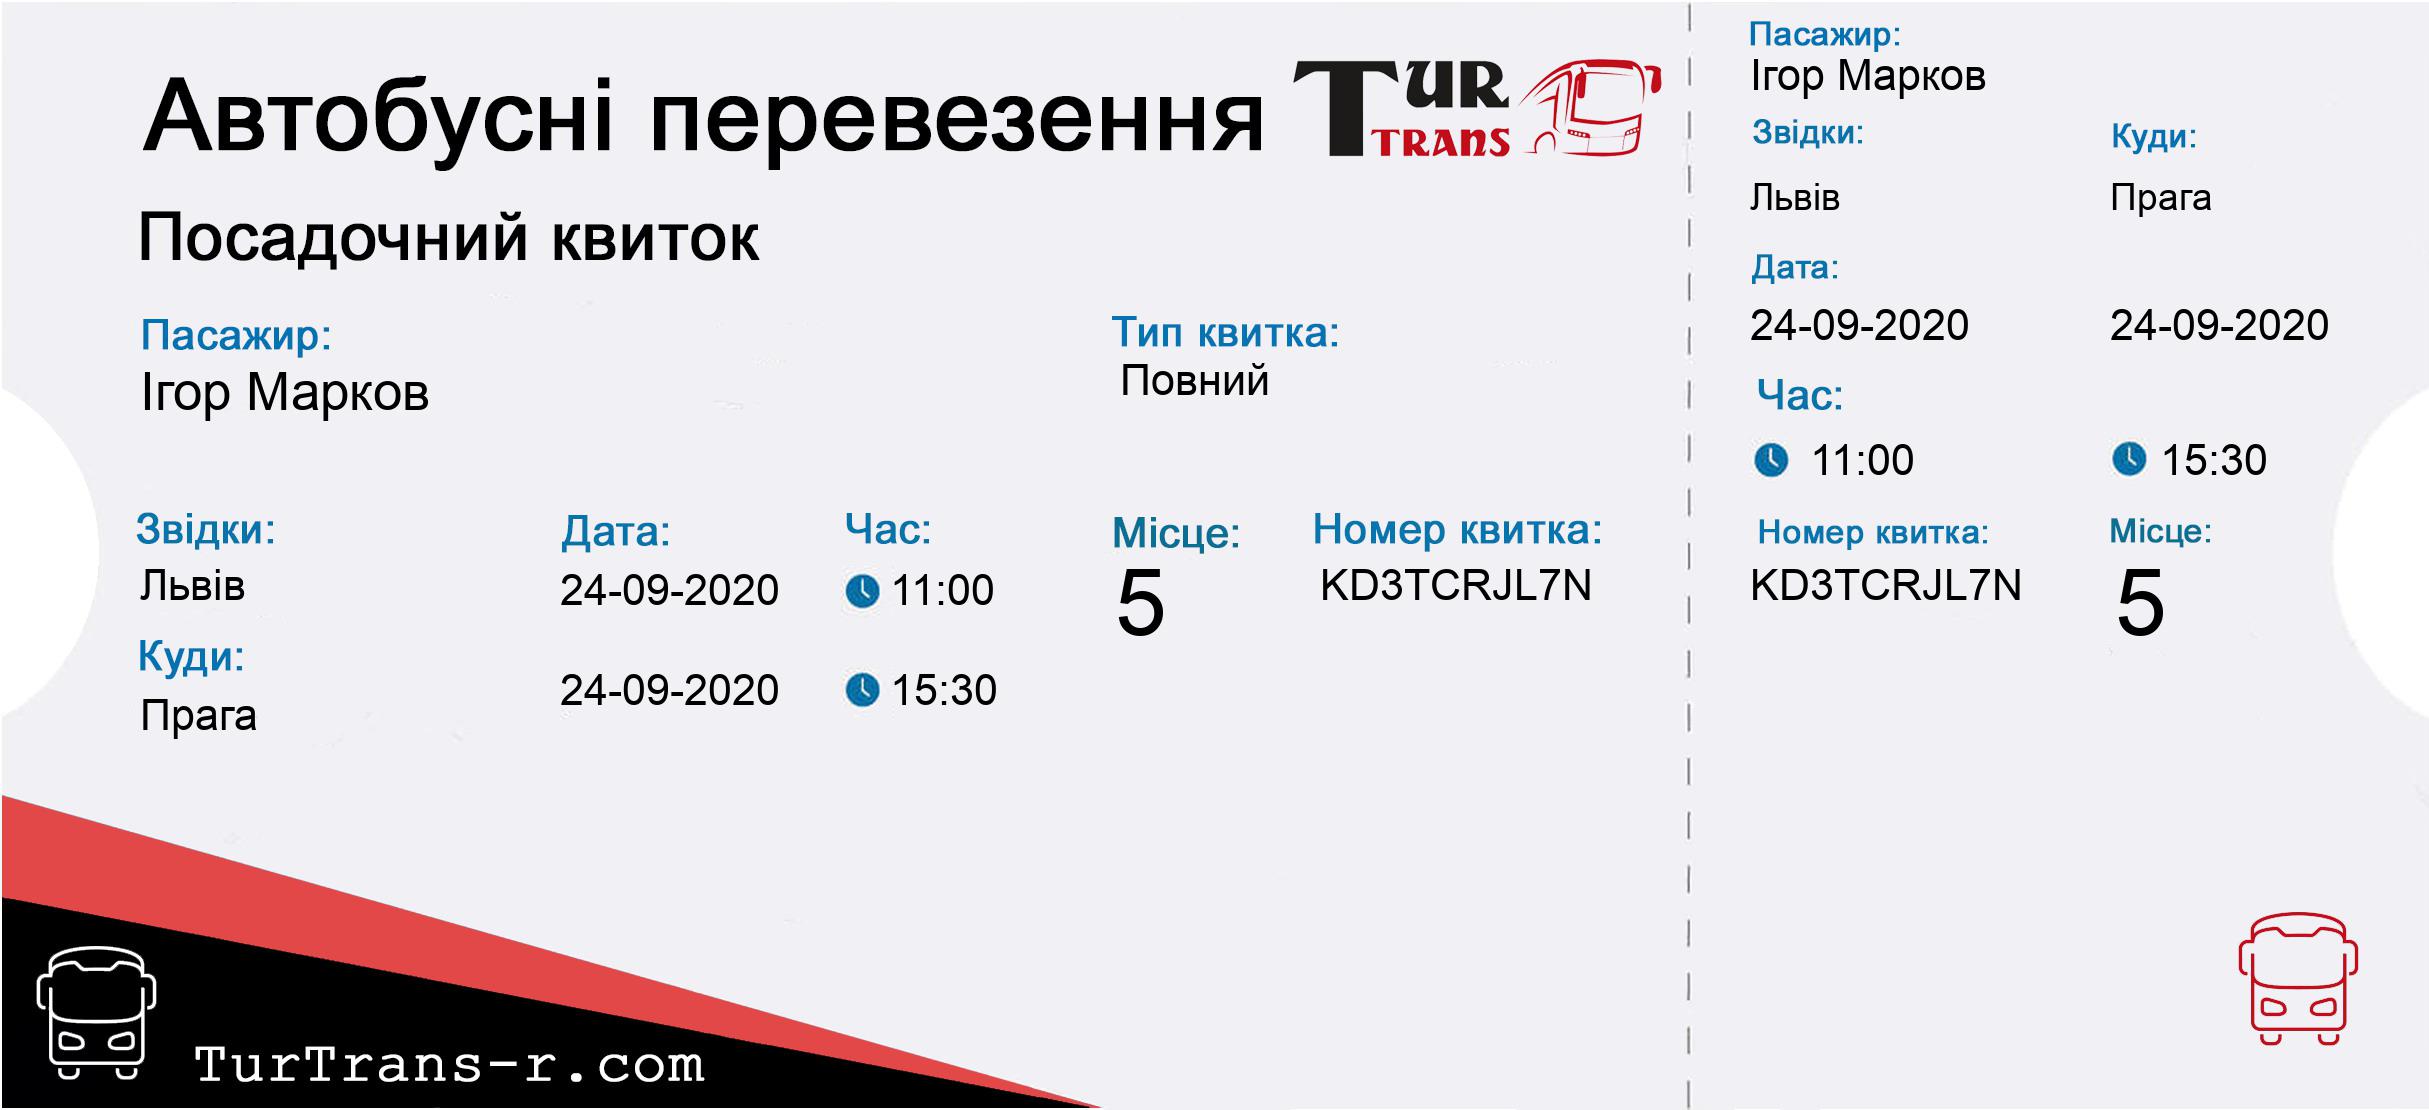 Автобусні перевезення
TUR
TRANS
Посадочний квиток
Пасажир:
Ігор Марков
Тип квитка:
Повний
Звідки:
Львів
Дата:
24-09-2020
Час:
11:00
Місце:
5
Номер квитка:
KD3TCRJL7N
Куди:
Прага
24-09-2020
15:30
TurTrans-r.com
Пасажир:
Ігор Марков
Звідки: Куди:
Львів Прага
Дата:
24-09-2020 24-09-2020
Час:
11:00 15:30
Номер квитка: Місце:
KD3TCRJL7N 5